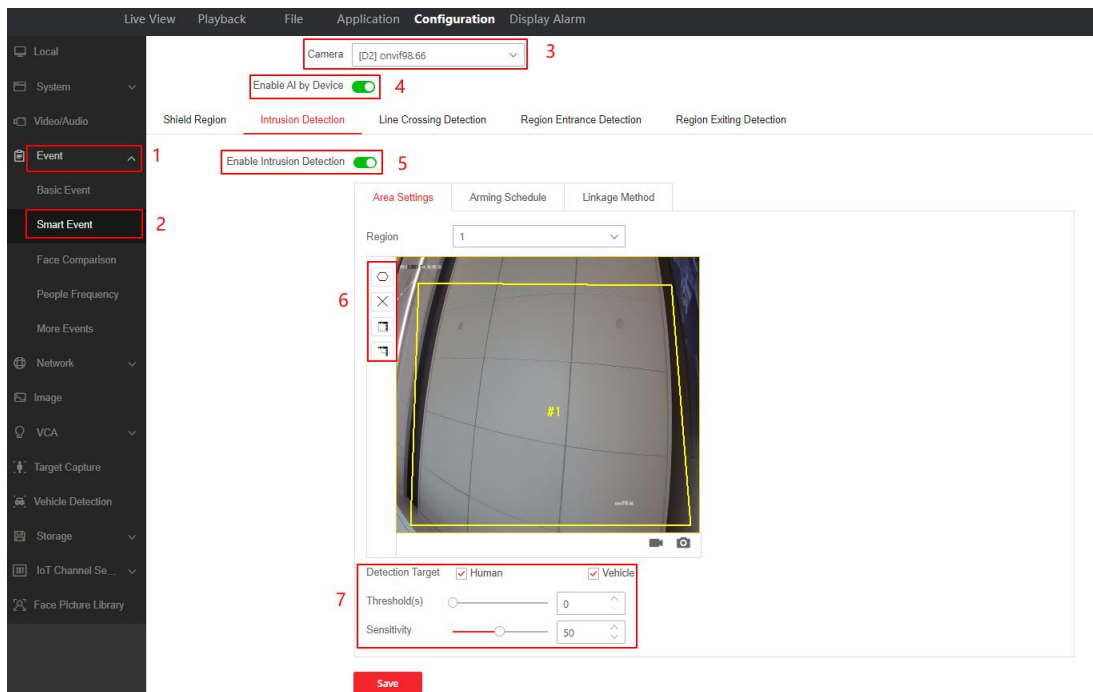 Live View Playback File Application Configuration Display Alarm
Local
System
Video/Audio
Event
Basic Event
Smart Event
Face Comparison
People Frequency
More Events
Network
Image
VCA
Target Capture
Vehicle Detection
Storage
IoT Channel Se...
Face Picture Library
1
2
Camera [D2] onvif98.66 3
Enable AI by Device 4
Shield Region Intrusion Detection Line Crossing Detection Region Entrance Detection Region Exiting Detection
Enable Intrusion Detection 5
Area Settings Arming Schedule Linkage Method
Region 1
6
#1
Detection Target Human Vehicle
7 Threshold(s) 0
Sensitivity 50
Save